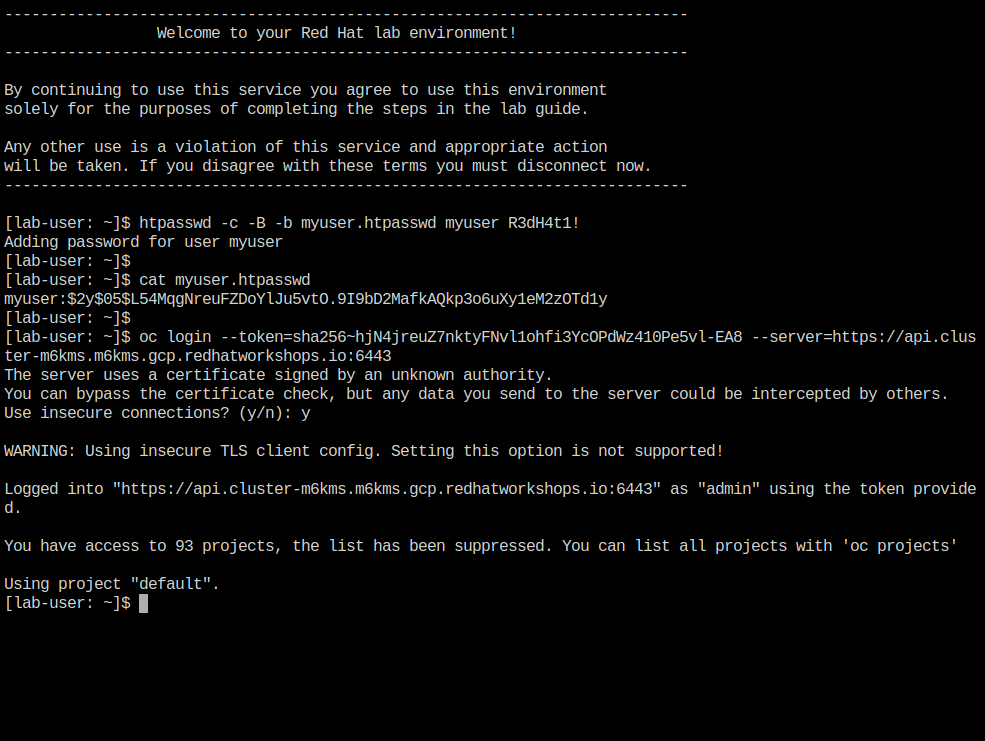 ----------------------------------------------------------------------------
Welcome to your Red Hat lab environment!
----------------------------------------------------------------------------
By continuing to use this service you agree to use this environment
solely for the purposes of completing the steps in the lab guide.
Any other use is a violation of this service and appropriate action
will be taken. If you disagree with these terms you must disconnect now.
----------------------------------------------------------------------------
[lab-user: ~]$ htpasswd -c -B -b myuser.htpasswd myuser R3dH4t1!
Adding password for user myuser
[lab-user: ~]$
[lab-user: ~]$ cat myuser.htpasswd
myuser:$2y$05$L54MqgNreuFZDoYlJu5vtO.9I9bD2MafkAQkp3o6uXy1eM2zOTd1y
[lab-user: ~]$
[lab-user: ~]$ oc login --token=sha256~hjN4jreuZ7nktyFNvl1ohfi3YcOPdWz410Pe5vl-EA8 --server=https://api.clus
ter-m6kms.m6kms.gcp.redhatworkshops.io:6443
The server uses a certificate signed by an unknown authority.
You can bypass the certificate check, but any data you send to the server could be intercepted by others.
Use insecure connections? (y/n): y
WARNING: Using insecure TLS client config. Setting this option is not supported!
Logged into "https://api.cluster-m6kms.m6kms.gcp.redhatworkshops.io:6443" as "admin" using the token provide
d.
You have access to 93 projects, the list has been suppressed. You can list all projects with 'oc projects'
Using project "default".
[lab-user: ~]$